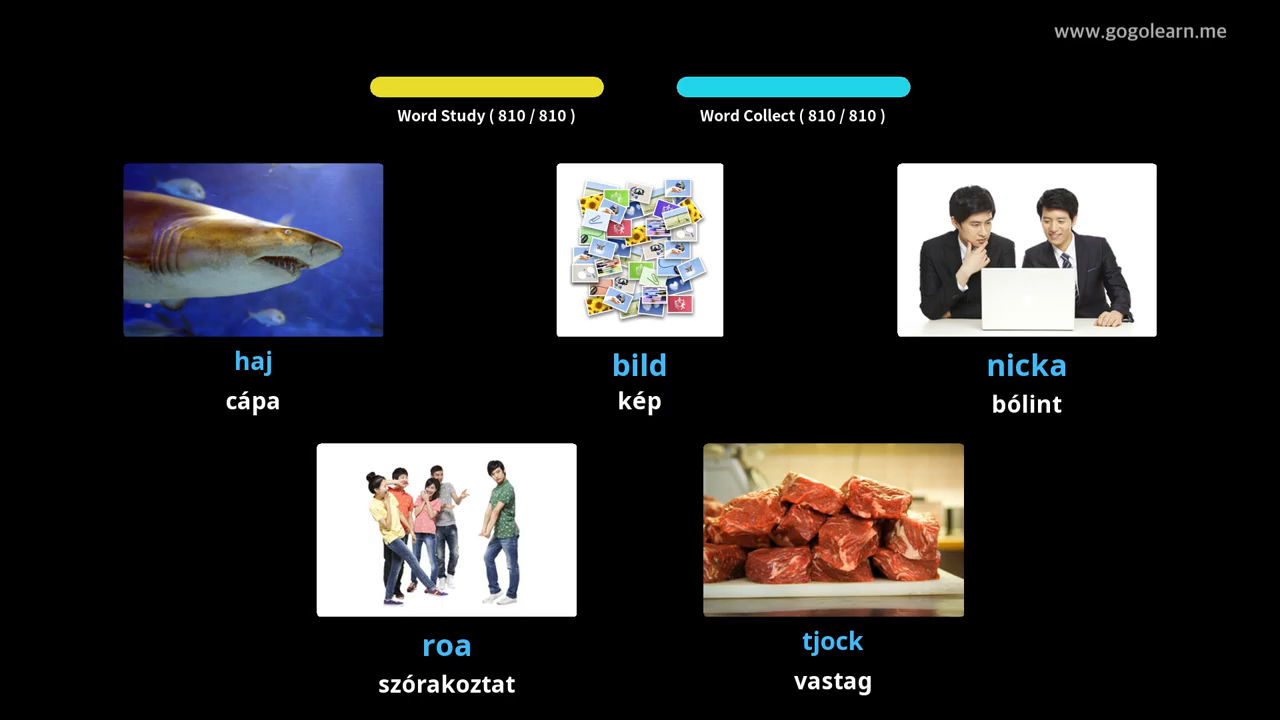 www.gogolearn.me
Word Study ( 810 / 810 )
Word Collect ( 810 / 810 )
haj
cápa
bild
kép
nicka
bólint
roa
szórakoztat
tjock
vastag